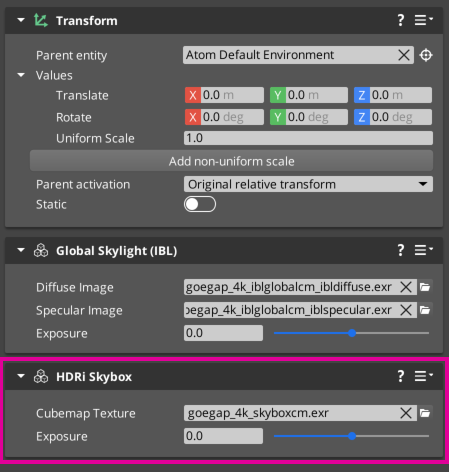 Transform ?
Parent entity Atom Default Environment
Values
Translate X 0.0 m Y 0.0 m Z 0.0 m
Rotate X 0.0 deg Y 0.0 deg Z 0.0 deg
Uniform Scale 1.0
Add non-uniform scale
Parent activation Original relative transform
Static
Global Skylight (IBL) ?
Diffuse Image goegap_4k_iblglobalcm_ibldiffuse.exr
Specular Image oegap_4k_iblglobalcm_iblspecular.exr
Exposure 0.0
HDRi Skybox ?
Cubemap Texture goegap_4k_skyboxcm.exr
Exposure 0.0